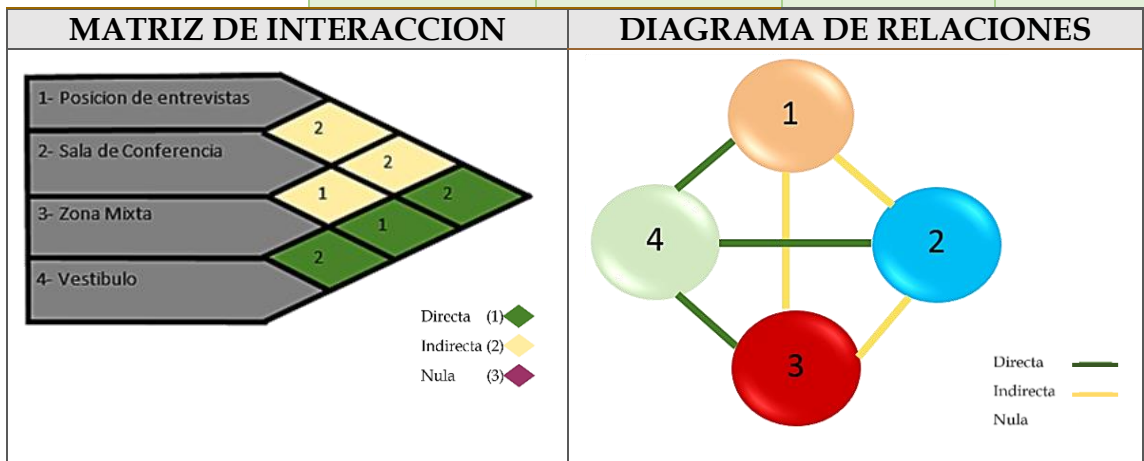 MATRIZ DE INTERACCION
1- Posicion de entrevistas
2- Sala de Conferencia
3- Zona Mixta
4- Vestibulo
2
2
2
1
1
2
Directa (1)
Indirecta (2)
Nula (3)
DIAGRAMA DE RELACIONES
1
4
2
3
Directa
Indirecta
Nula